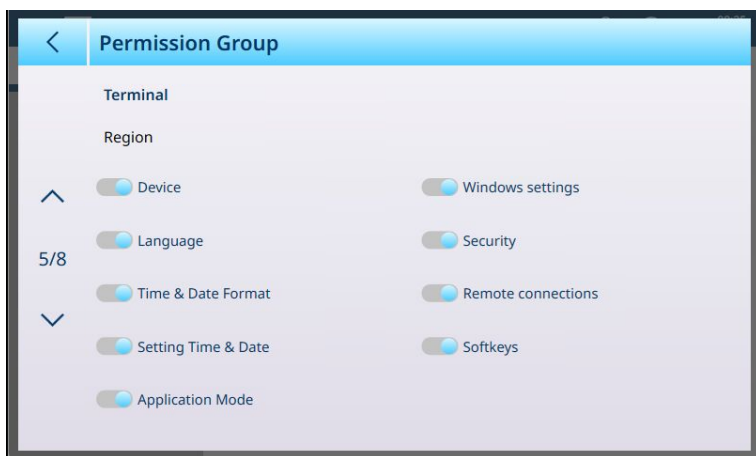 Permission Group
Terminal
Region
Device
Windows settings
Language
Security
5/8
Time & Date Format
Remote connections
Setting Time & Date
Softkeys
Application Mode